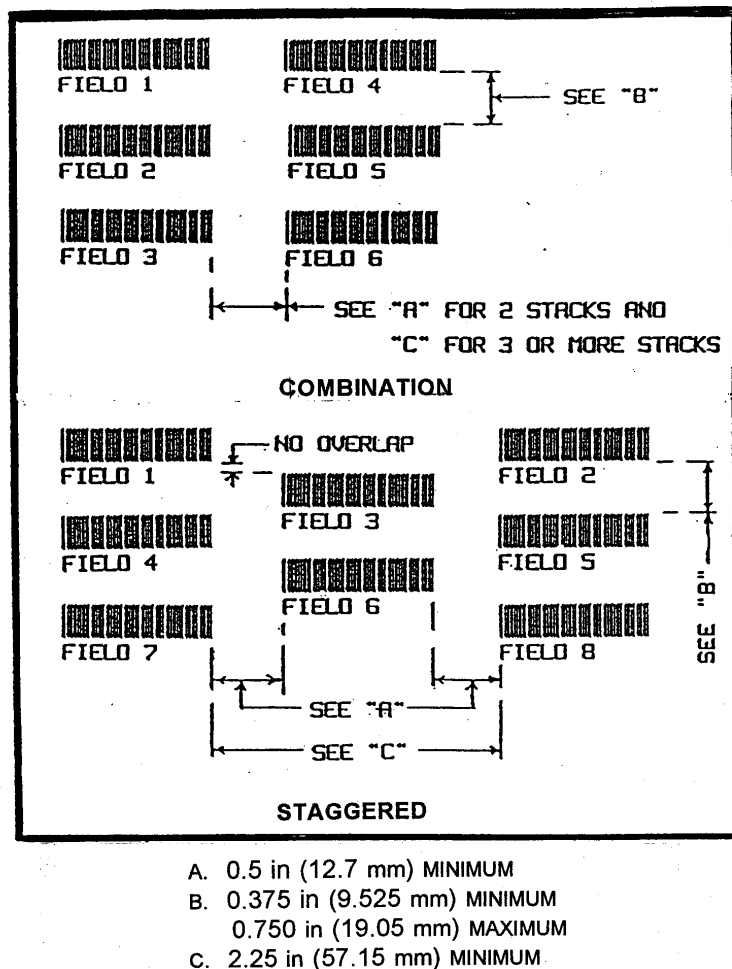 FIELD 1 FIELD 4
SEE "B"
FIELD 2 FIELD 5
FIELD 3 FIELD 6
SEE "A" FOR 2 STACKS AND
"C" FOR 3 OR MORE STACKS
COMBINATION
NO OVERLAP
FIELD 1 FIELD 2
FIELD 3
FIELD 4 FIELD 5
FIELD 6
SEE "B"
FIELD 7 FIELD 8
SEE "A"
SEE "C"
STAGGERED
A. 0.5 in (12.7 mm) MINIMUM
B. 0.375 in (9.525 mm) MINIMUM
0.750 in (19.05 mm) MAXIMUM
C. 2.25 in (57.15 mm) MINIMUM